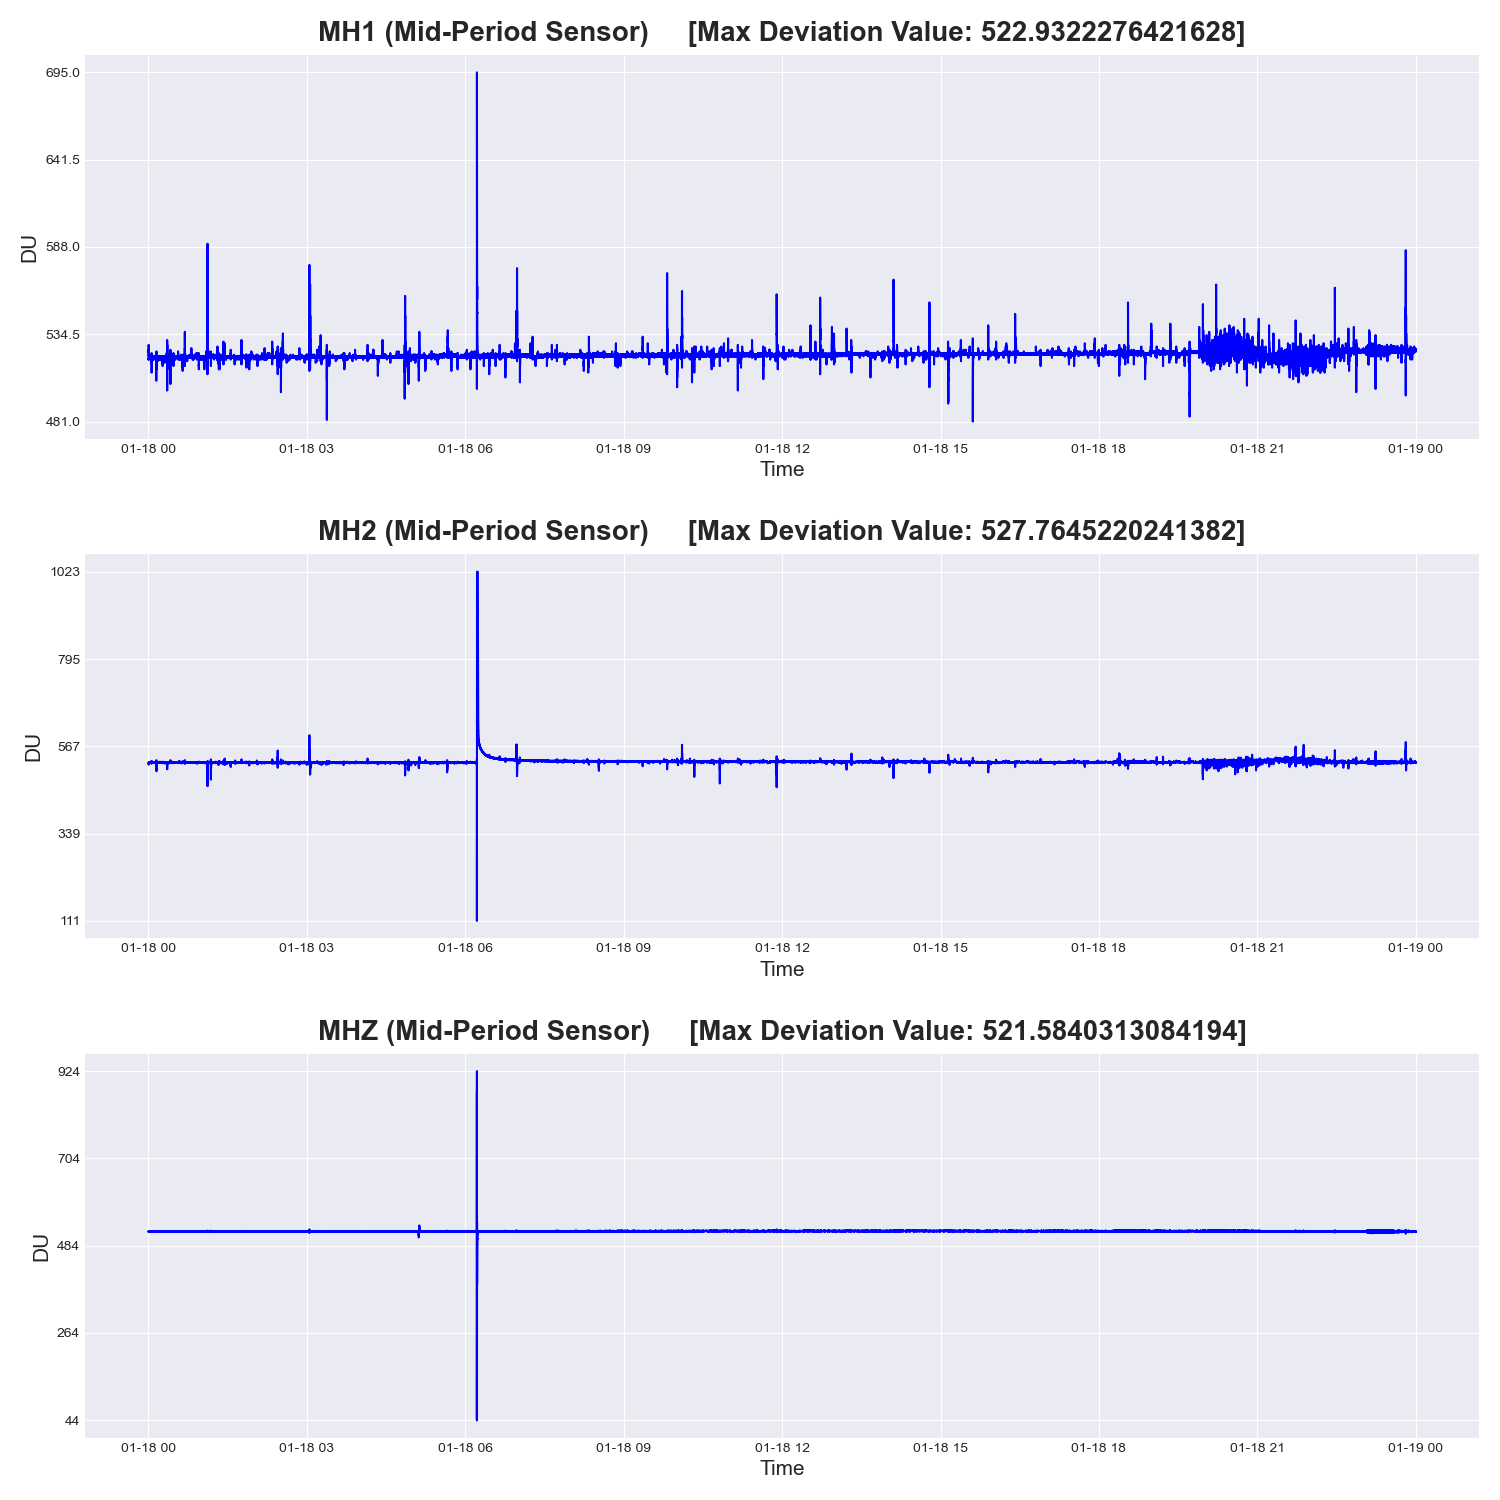 MH1 (Mid-Period Sensor) [Max Deviation Value: 522.9322276421628]
695.0
641.5
588.0
534.5
481.0
DU
01-18 00 01-18 03 01-18 06 01-18 09 01-18 12 01-18 15 01-18 18 01-18 21 01-19 00
Time
MH2 (Mid-Period Sensor) [Max Deviation Value: 527.7645220241382]
1023
795
567
339
111
DU
01-18 00 01-18 03 01-18 06 01-18 09 01-18 12 01-18 15 01-18 18 01-18 21 01-19 00
Time
MHZ (Mid-Period Sensor) [Max Deviation Value: 521.5840313084194]
924
704
484
264
44
DU
01-18 00 01-18 03 01-18 06 01-18 09 01-18 12 01-18 15 01-18 18 01-18 21 01-19 00
Time